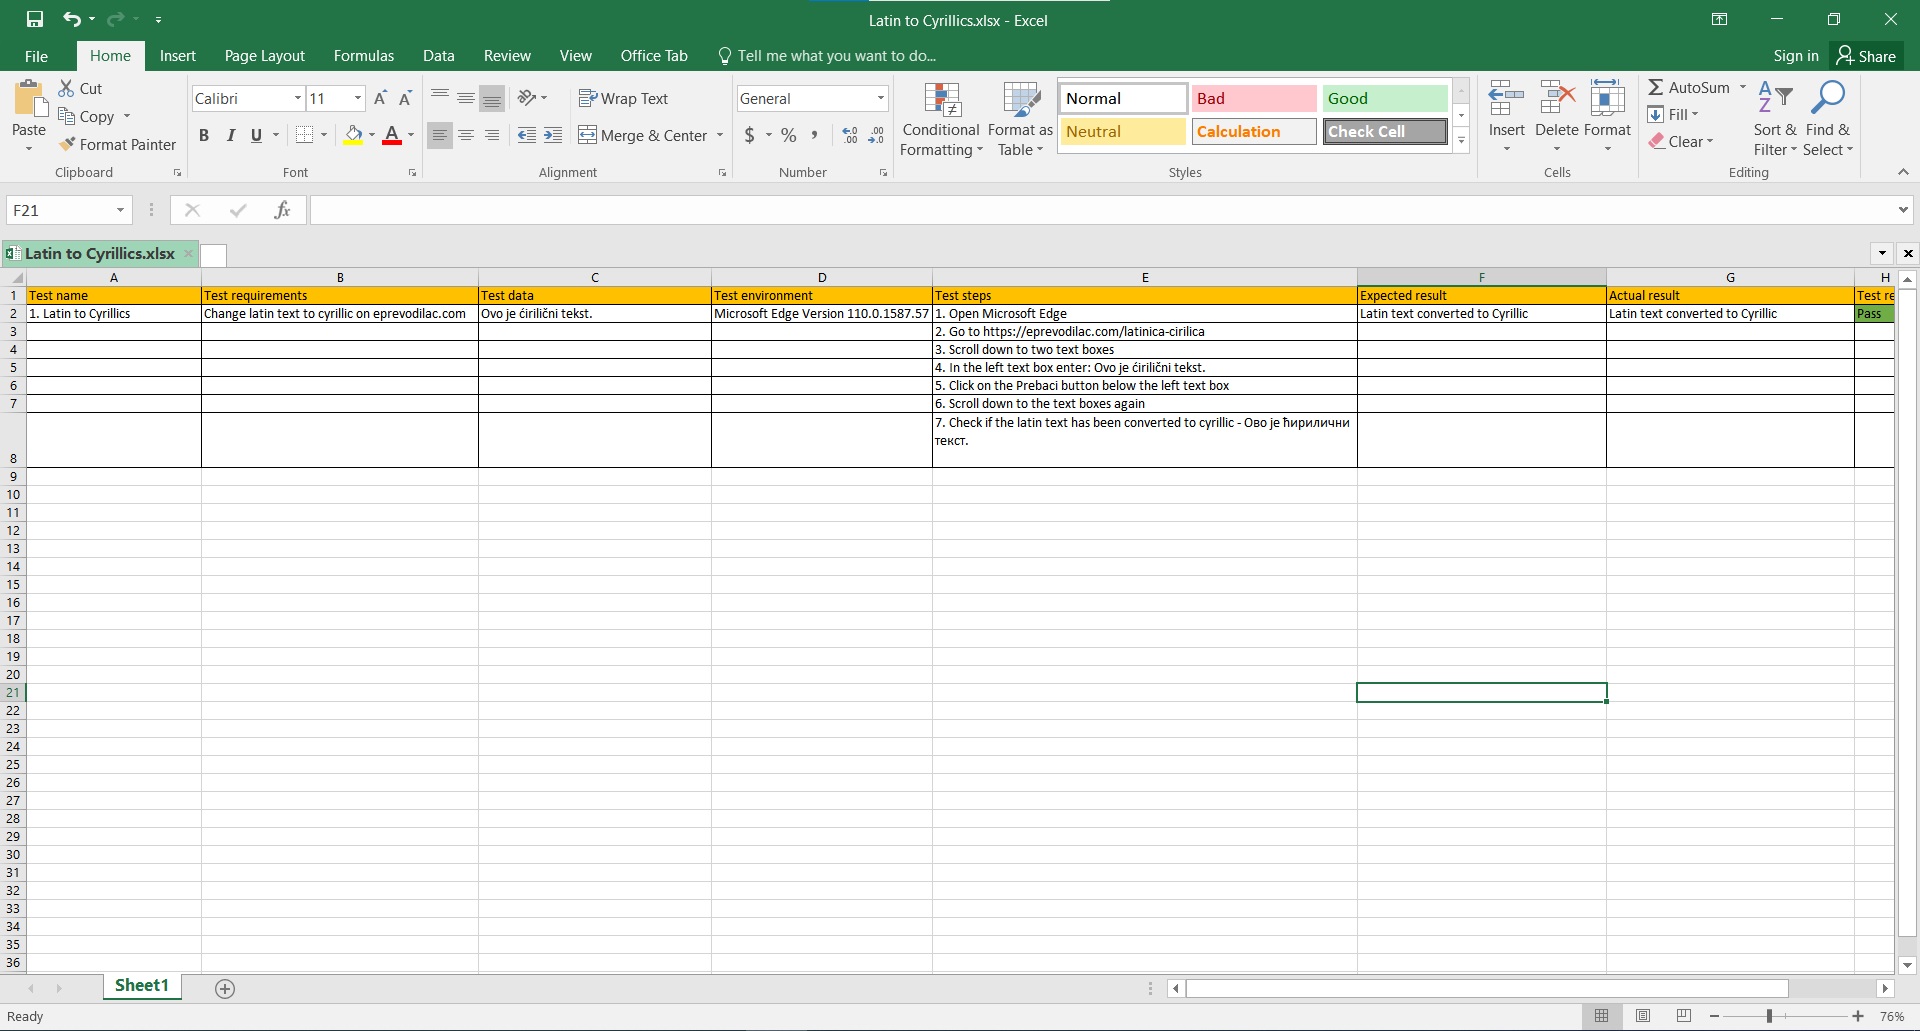 Latin to Cyrillics.xlsx - Excel
File Home Insert Page Layout Formulas Data Review View Office Tab Tell me what you want to do... Sign in Share
Paste
Cut
Copy
Format Painter
Clipboard
Calibri 11
B I U
Font
Wrap Text
Merge & Center
Alignment
General
$ % ,
Number
Conditional Formatting
Format as Table
Normal Bad Good
Neutral Calculation Check Cell
Styles
Insert Delete Format
Cells
AutoSum
Fill
Clear
Sort & Filter
Find & Select
Editing
F21 fx
Latin to Cyrillics.xlsx
A B C D E F G H
1 Test name Test requirements Test data Test environment Test steps Expected result Actual result Test re
2 1. Latin to Cyrillics Change latin text to cyrillic on eprevodilac.com Ovo je ćirilični tekst. Microsoft Edge Version 110.0.1587.57 1. Open Microsoft Edge Latin text converted to Cyrillic Latin text converted to Cyrillic Pass
3 2. Go to https://eprevodilac.com/latinica-cirilica
4 3. Scroll down to two text boxes
5 4. In the left text box enter: Ovo je ćirilični tekst.
6 5. Click on the Prebaci button below the left text box
7 6. Scroll down to the text boxes again
7. Check if the latin text has been converted to cyrillic - Ово је ћирилични
текст.
8
9
10
11
12
13
14
15
16
17
18
19
20
21
22
23
24
25
26
27
28
29
30
31
32
33
34
35
36
Sheet1
Ready 76%